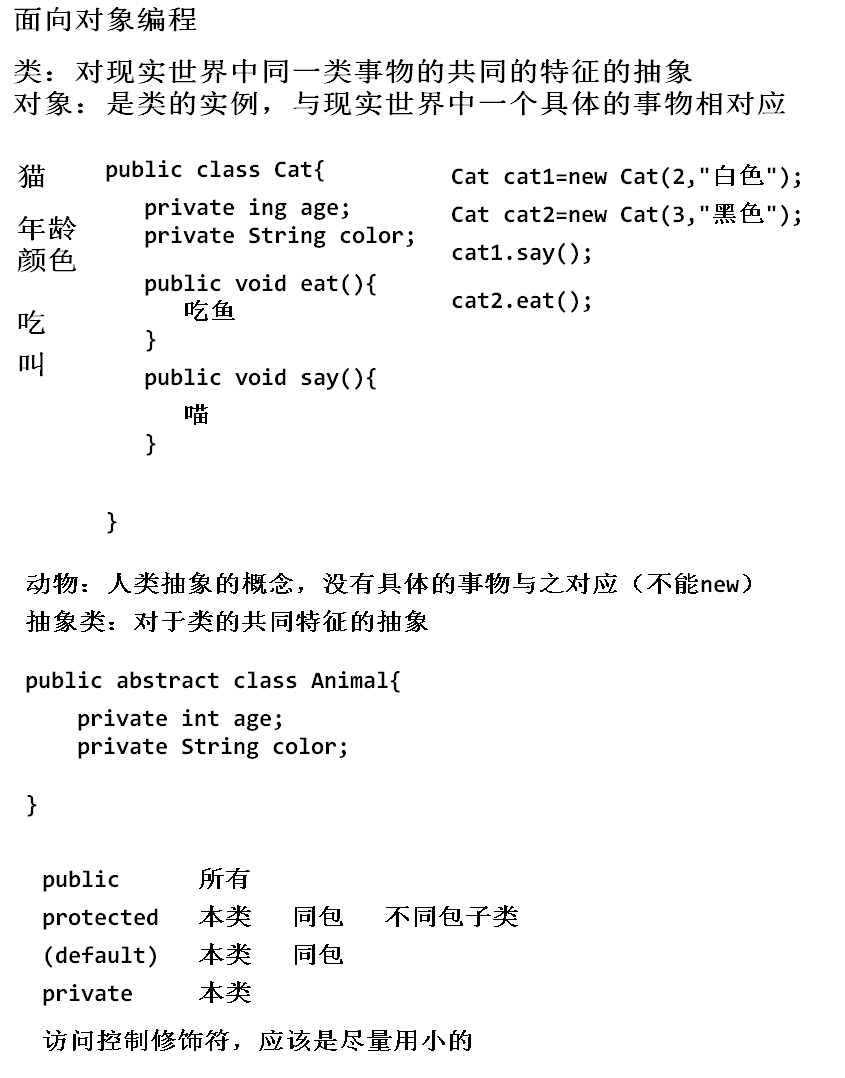 面向对象编程
类：对现实世界中同一类事物的共同的特征的抽象
对象：是类的实例，与现实世界中一个具体的事物相对应
猫
年龄
颜色
吃
叫
public class Cat{
private ing age;
private String color;
public void eat(){
吃鱼
}
public void say(){
喵
}
}
Cat cat1=new Cat(2,"白色");
Cat cat2=new Cat(3,"黑色");
cat1.say();
cat2.eat();
动物：人类抽象的概念，没有具体的事物与之对应（不能new）
抽象类：对于类的共同特征的抽象
public abstract class Animal{
private int age;
private String color;
}
public 所有
protected 本类 同包 不同包子类
(default) 本类 同包
private 本类
访问控制修饰符，应该是尽量用小的